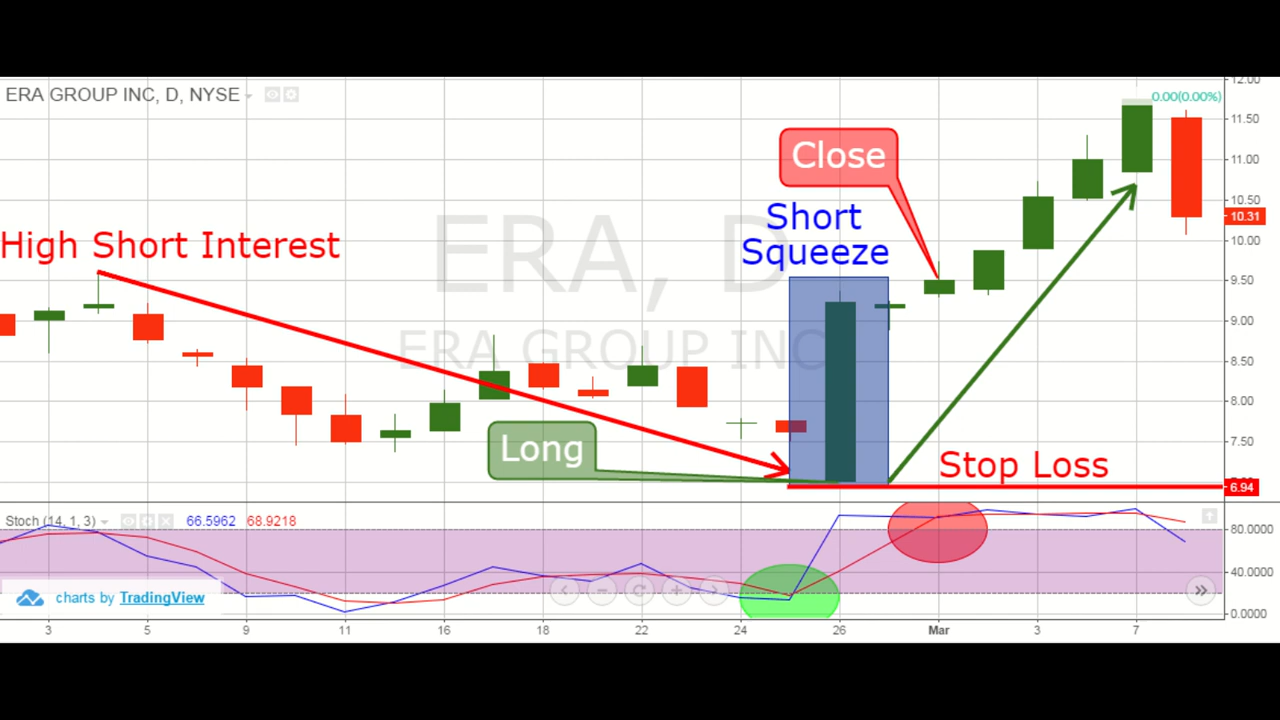 ERA GROUP INC, D, NYSE
0.00(0.00%)
12.00
11.50
11.00
10.50
10.31
10.00
9.50
9.00
8.50
8.00
7.50
6.94
ERA, D
ERA GROUP INC
High Short Interest
Close
Short
Squeeze
Long
Stop Loss
Stoch (14, 1, 3) 66.5962 68.9218
80.0000
40.0000
0.0000
charts by TradingView
3 5 9 11 16 18 22 24 26 Mar 3 7